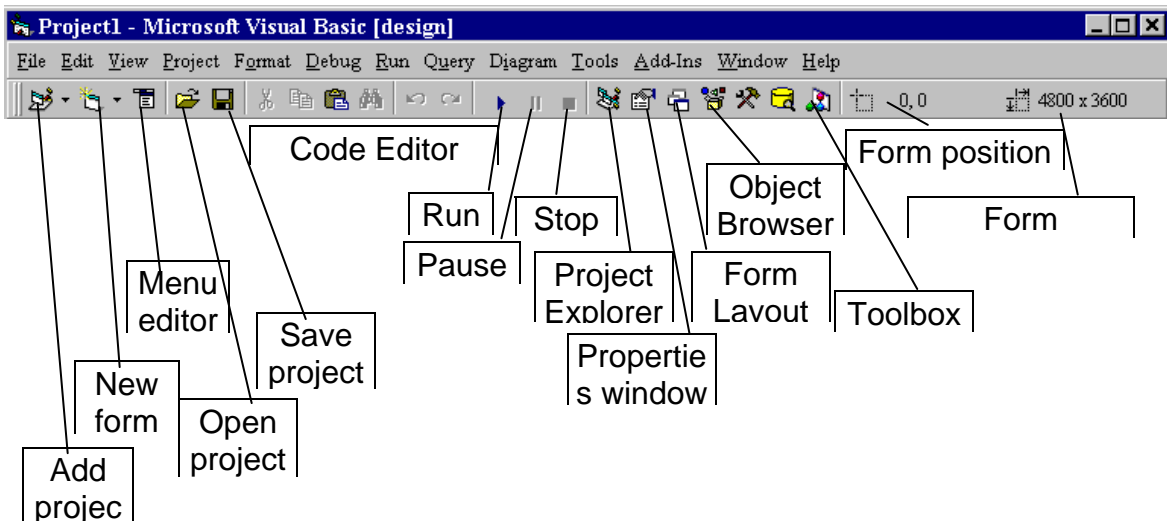 Project1 - Microsoft Visual Basic [design]
File Edit View Project Format Debug Run Query Diagram Tools Add-Ins Window Help
0, 0
4800 x 3600
Code Editor
Form position
Object
Browser
Run
Stop
Form
Pause
Project
Explorer
Form
Layout
Toolbox
Menu
editor
Save
project
Propertie
s window
New
form
Open
project
Add
projec